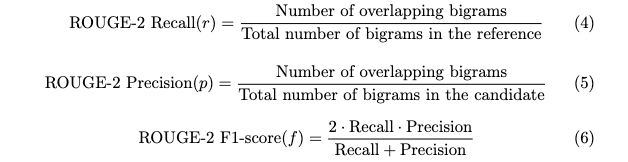 ROUGE-2 Recall(r) = Number of overlapping bigrams / Total number of bigrams in the reference (4)
ROUGE-2 Precision(p) = Number of overlapping bigrams / Total number of bigrams in the candidate (5)
ROUGE-2 F1-score(f) = 2 · Recall · Precision / Recall + Precision (6)